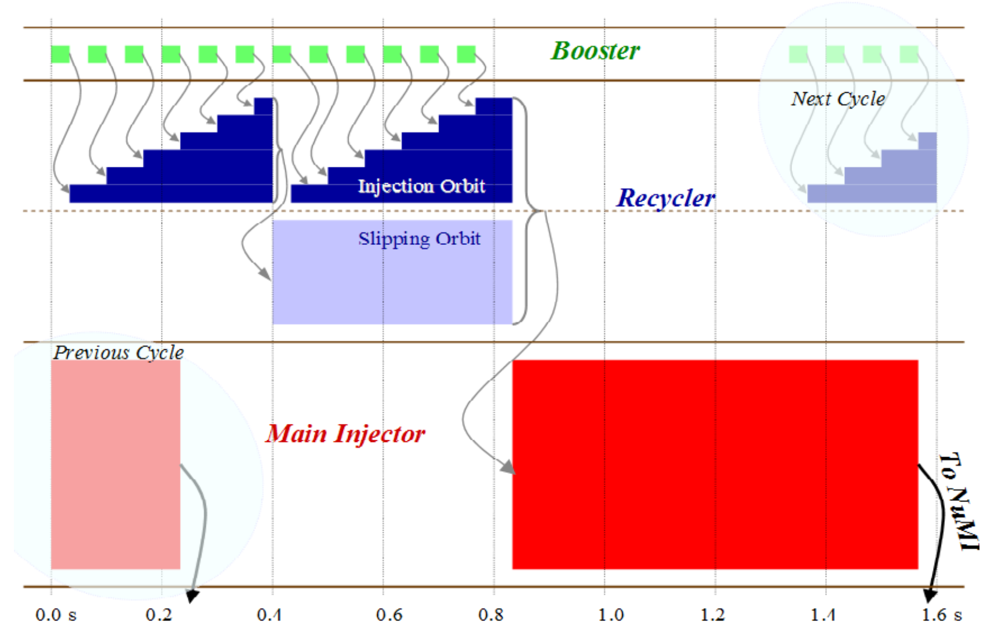 Booster
Next Cycle
Injection Orbit
Recycler
Slipping Orbit
Previous Cycle
Main Injector
To NuMI
0.0 s 0.2 0.4 0.6 0.8 1.0 1.2 1.4 1.6 s